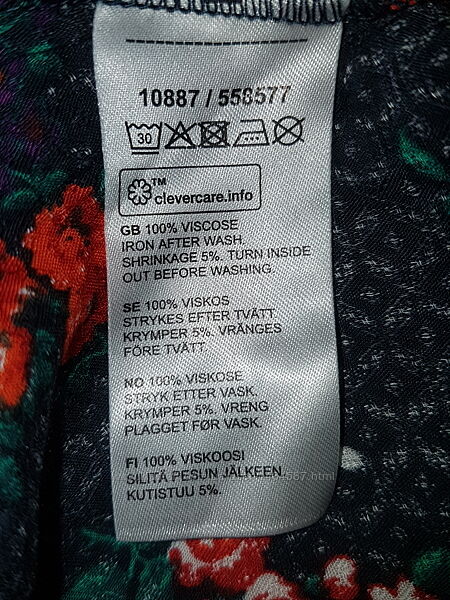 10887 / 558577
30
TM
clevercare.info
GB 100% VISCOSE
IRON AFTER WASH.
SHRINKAGE 5%. TURN INSIDE
OUT BEFORE WASHING.
SE 100% VISKOS
STRYKES EFTER TVÄTT.
KRYMPER 5%. VRÄNGES
FÖRE TVÄTT.
NO 100% VISKOSE
STRYK ETTER VASK.
KRYMPER 5%. VRENG
PLAGGET FØR VASK.
FI 100% VISKOOSI
SILITÄ PESUN JÄLKEEN.
KUTISTUU 5%.